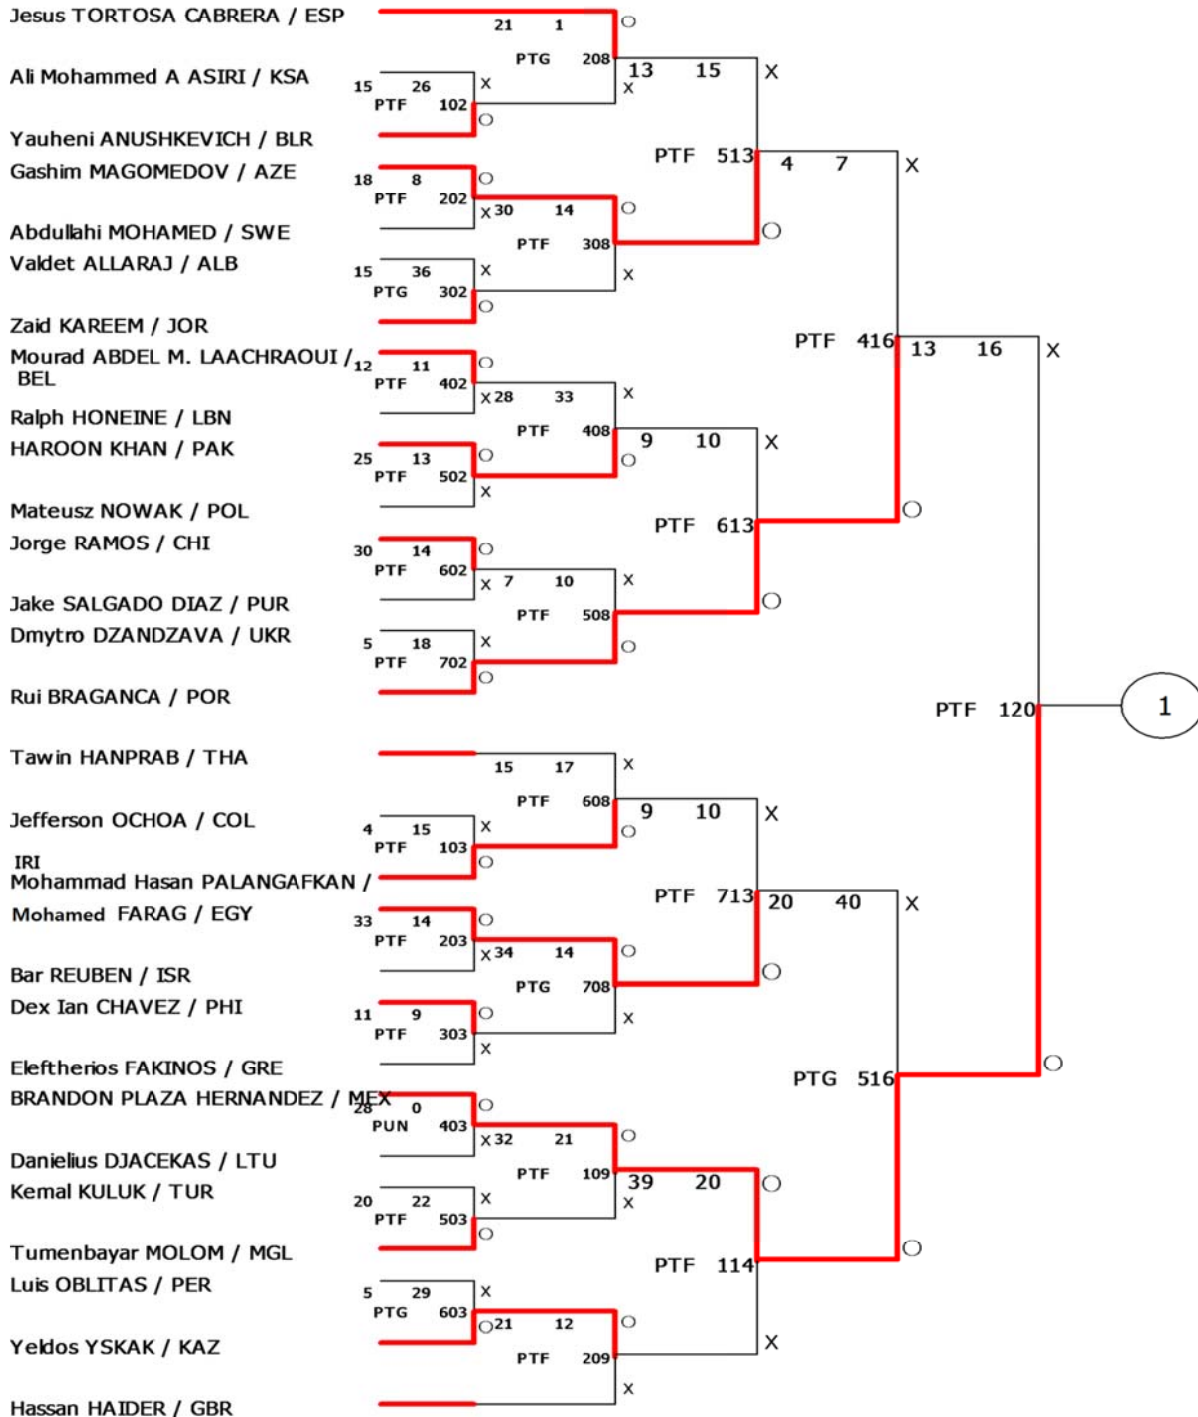 Jesus TORTOSA CABRERA / ESP
21 1 O
PTG 208
Ali Mohammed A ASIRI / KSA
13 15 X
15 26 X X
PTF 102
O
Yauheni ANUSHKEVICH / BLR
PTF 513
Gashim MAGOMEDOV / AZE
4 7 X
18 8 O
PTF 202
X 30 14 O
Abdullahi MOHAMED / SWE
O
PTF 308
Valdet ALLARAJ / ALB
15 36 X X
PTG 302
O
Zaid KAREEM / JOR
PTF 416
Mourad ABDEL M. LAACHRAOUI /
BEL
13 16 X
12 11 O
PTF 402
X 28 33 X
Ralph HONEINE / LBN
PTF 408
HAROON KHAN / PAK
9 10 X
25 13 O O
PTF 502
X
Mateusz NOWAK / POL
O
PTF 613
Jorge RAMOS / CHI
30 14 O
PTF 602
X 7 10 X
Jake SALGADO DIAZ / PUR
O
PTF 508
Dmytro DZANDZAVA / UKR
5 18 X O
PTF 702
O
Rui BRAGANCA / POR
PTF 120
1
Tawin HANPRAB / THA
15 17 X
PTF 608
Jefferson OCHOA / COL
9 10 X
4 15 X O
PTF 103
O
IRI
Mohammad Hasan PALANGAFKAN /
PTF 713
Mohamed FARAG / EGY
20 40 X
33 14 O
PTF 203
X 34 14 O
Bar REUBEN / ISR
O
PTG 708
Dex Ian CHAVEZ / PHI
11 9 O X
PTF 303
X
Eleftherios FAKINOS / GRE
O
PTG 516
BRANDON PLAZA HERNANDEZ / MEX
28 0 O
PUN 403
X 32 21 O
Danielius DJACEKAS / LTU
PTF 109
Kemal KULUK / TUR
39 20 O
20 22 X X
PTF 503
O
Tumenbayar MOLOM / MGL
O
PTF 114
Luis OBLITAS / PER
5 29 X
PTG 603
O 21 12 O
Yeldos YSKAK / KAZ
X
PTF 209
X
Hassan HAIDER / GBR